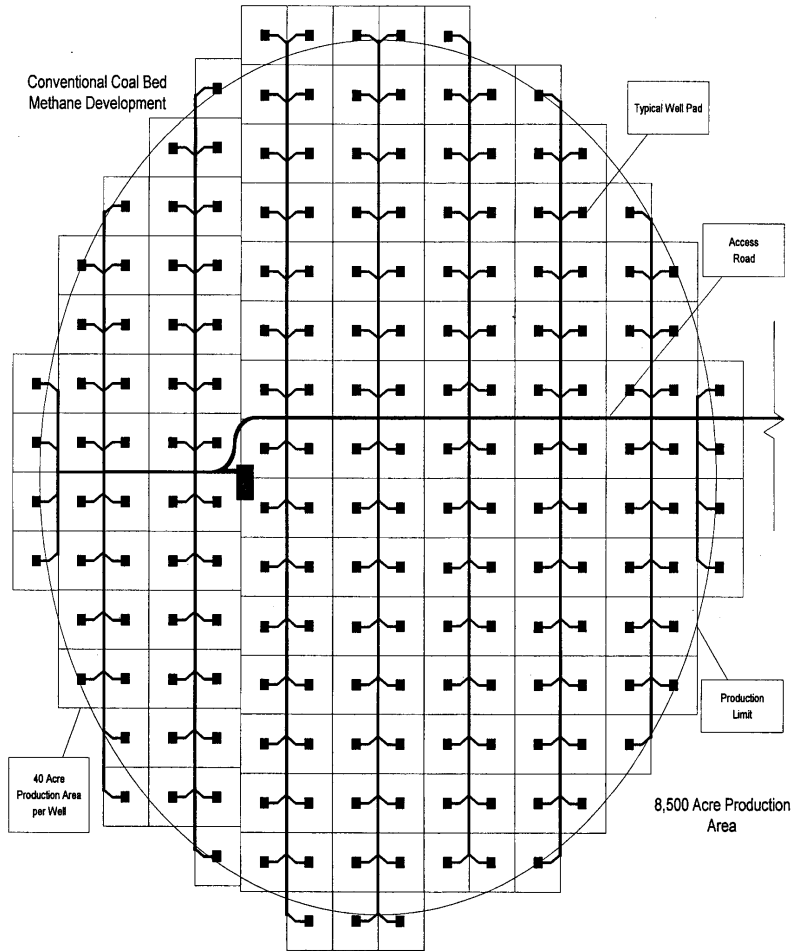 Conventional Coal Bed
Methane Development
Typical Well Pad
Access
Road
Production
Limit
40 Acre
Production Area
per Well
8,500 Acre Production
Area